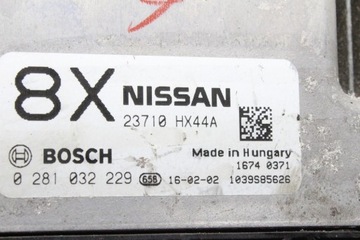 8X NISSAN
23710 HX44A
BOSCH
Made in Hungary
1674 0371
0 281 032 229 658 16-02-02 1039S85626